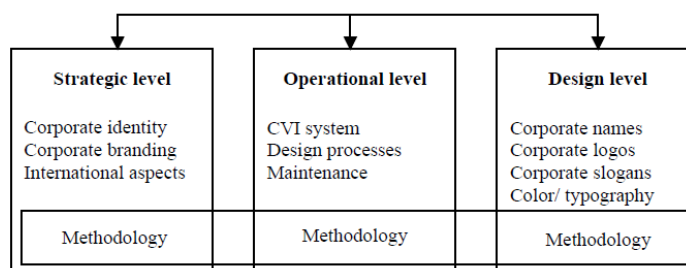 Strategic level
Corporate identity
Corporate branding
International aspects
Methodology
Operational level
CVI system
Design processes
Maintenance
Methodology
Design level
Corporate names
Corporate logos
Corporate slogans
Color/ typography
Methodology